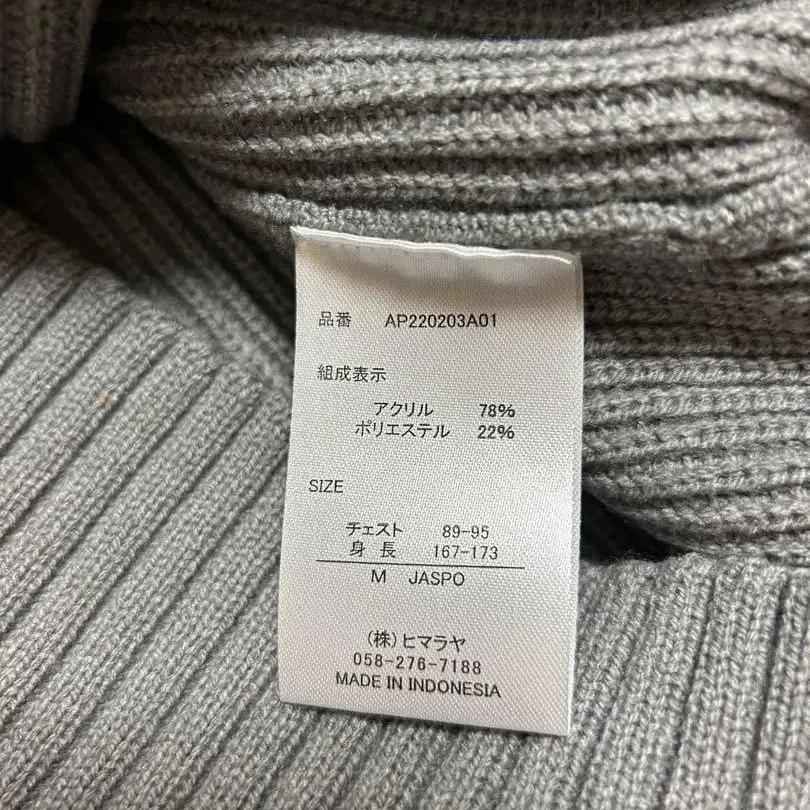 品番 AP220203A01
組成表示
アクリル 78%
ポリエステル 22%
SIZE
チェスト 89-95
身 長 167-173
M JASPO
(株)ヒマラヤ
058-276-7188
MADE IN INDONESIA